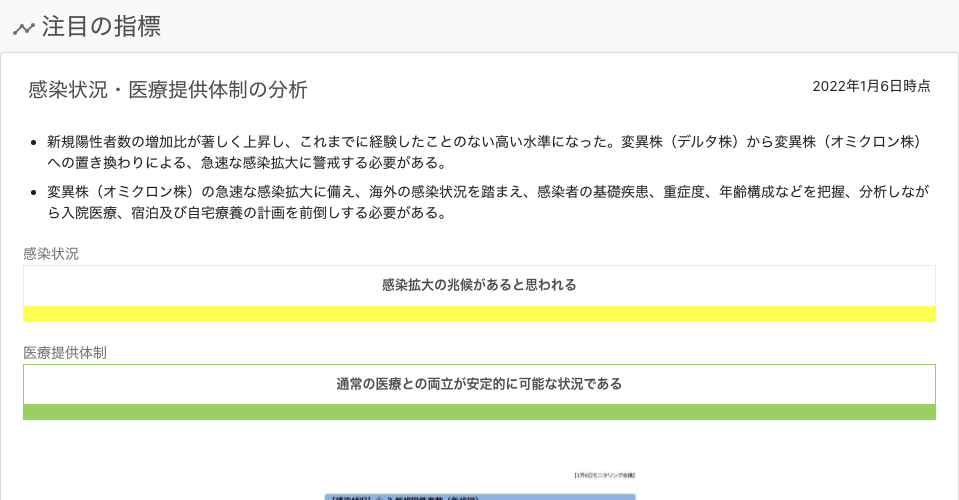 注目の指標
感染状況・医療提供体制の分析
2022年1月6日時点
新規陽性者数の増加比が著しく上昇し、これまでに経験したことのない高い水準になった。変異株（デルタ株）から変異株（オミクロン株）
への置き換わりによる、急速な感染拡大に警戒する必要がある。
変異株（オミクロン株）の急速な感染拡大に備え、海外の感染状況を踏まえ、感染者の基礎疾患、重症度、年齢構成などを把握、分析しなが
ら入院医療、宿泊及び自宅療養の計画を前倒しする必要がある。
感染状況
感染拡大の兆候があると思われる
医療提供体制
通常の医療との両立が安定的に可能な状況である
【1月6日モニタリング会議】